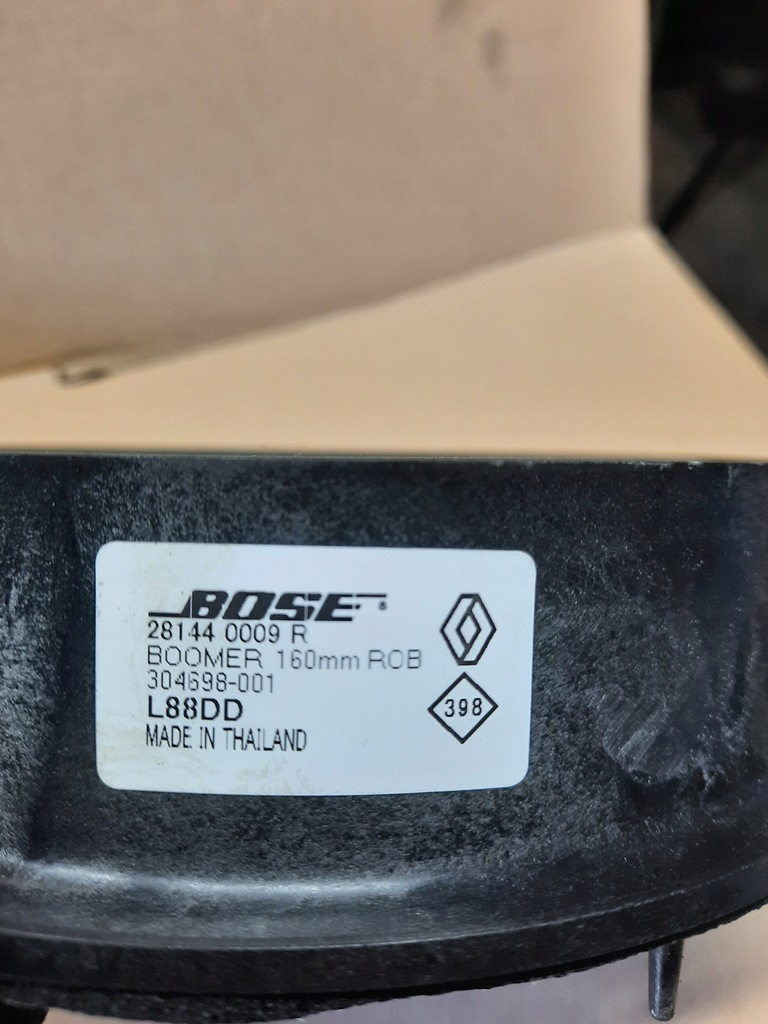 BOSE®
28144 0009 R
BOOMER 160mm ROB
304698-001
L88DD
MADE IN THAILAND
398